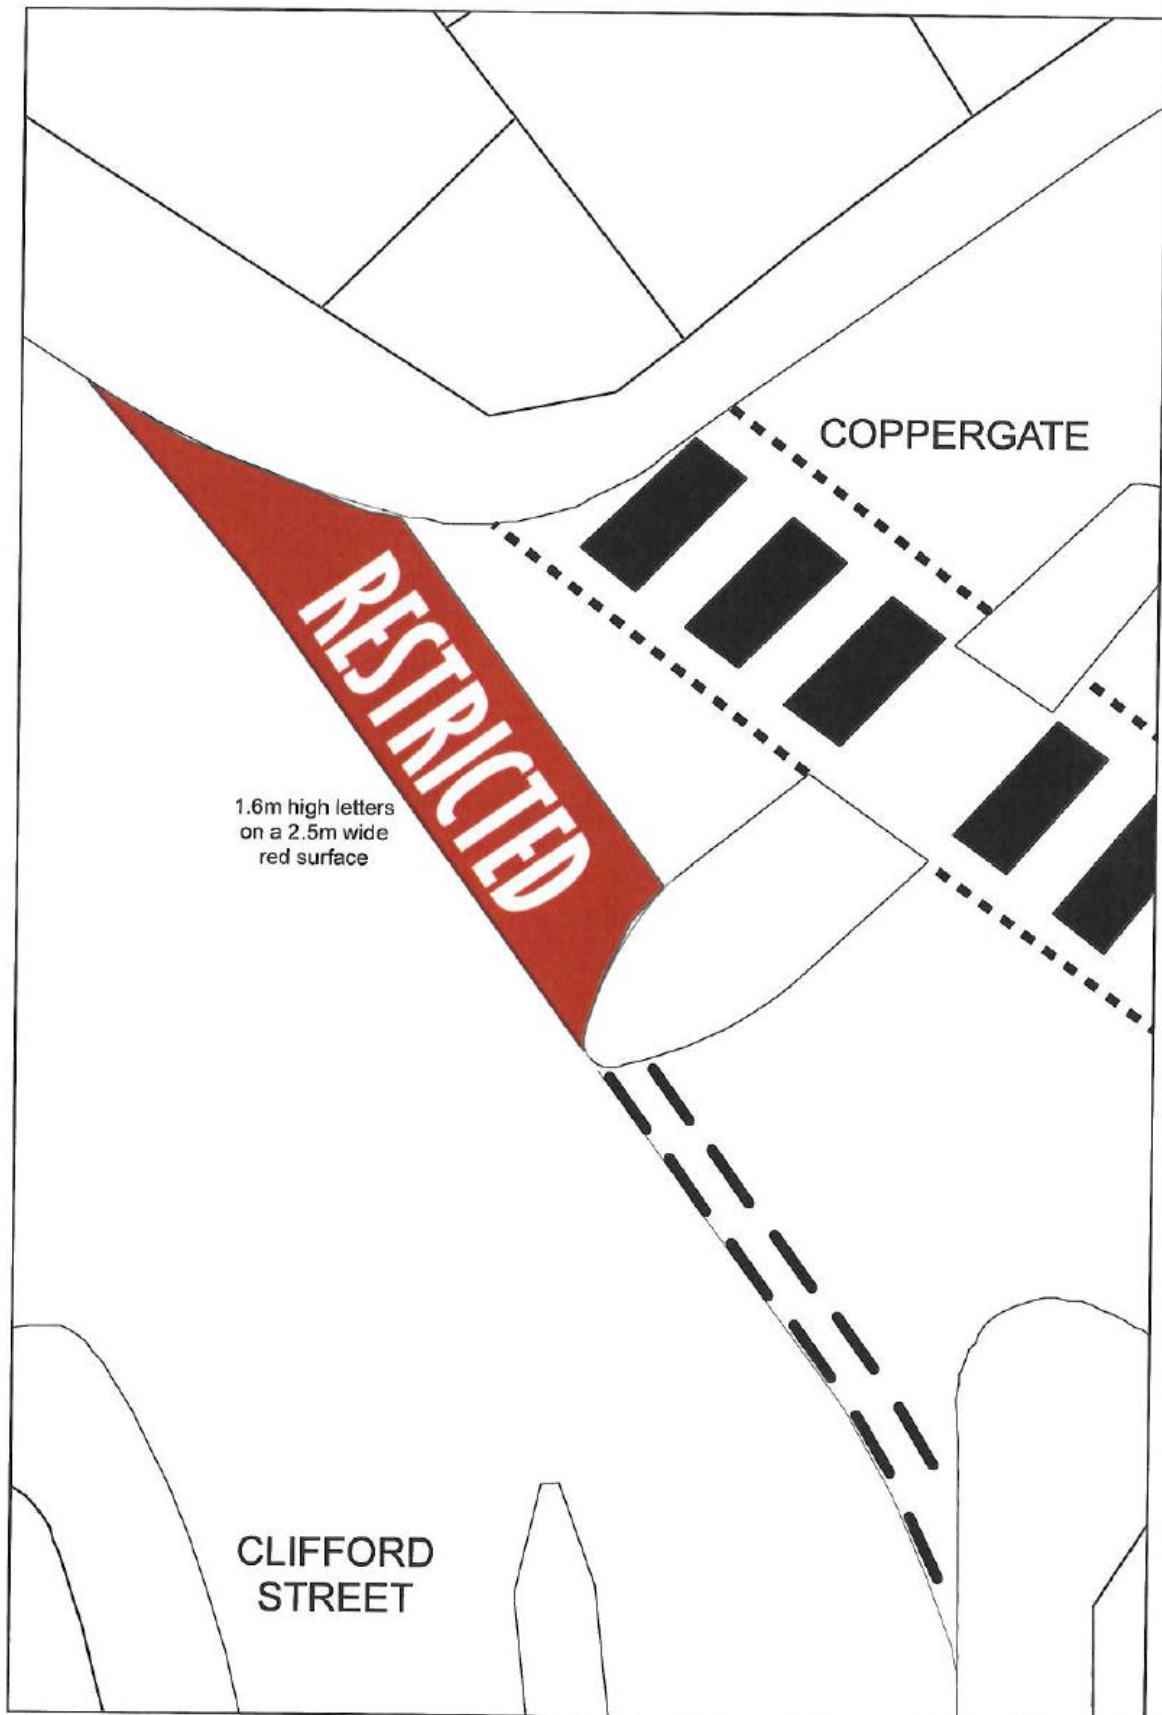 COPPERGATE
RESTRICTED
1.6m high letters
on a 2.5m wide
red surface
CLIFFORD
STREET